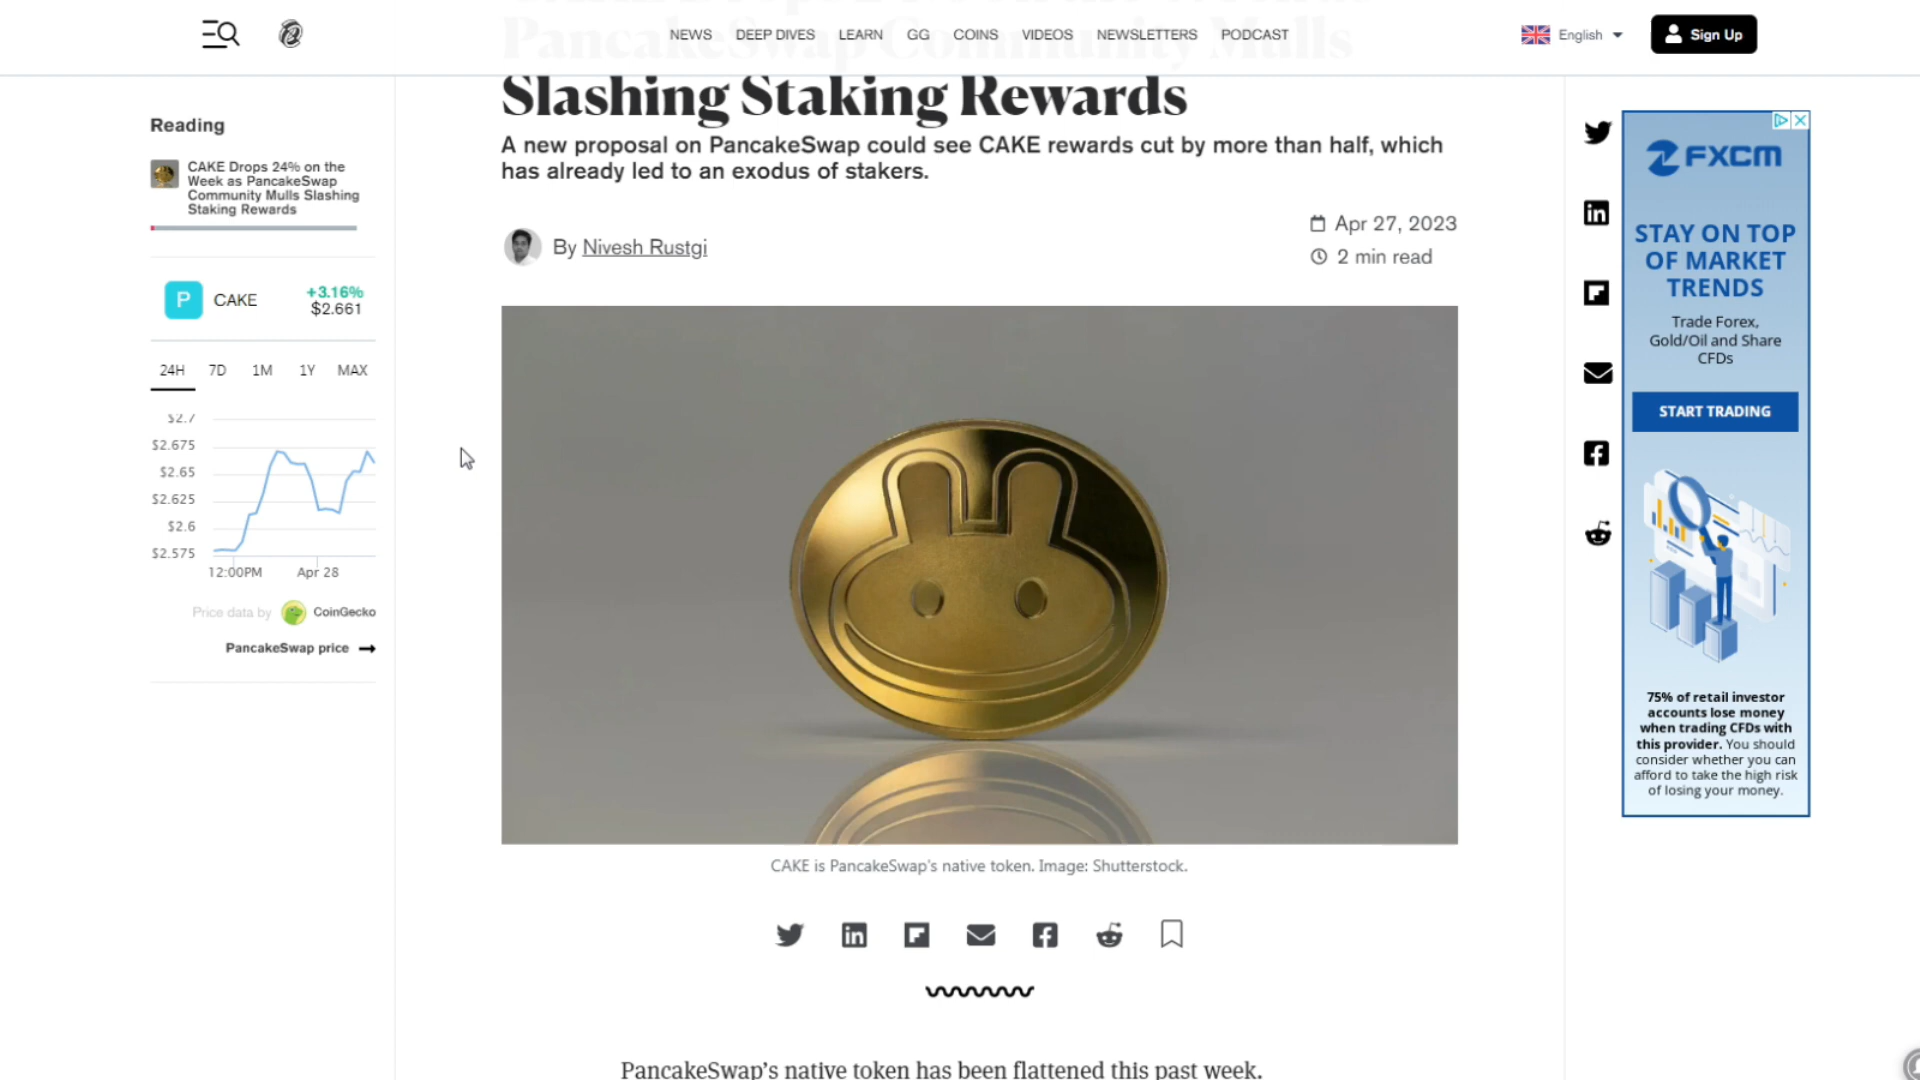 NEWS DEEP DIVES LEARN GG COINS VIDEOS NEWSLETTERS PODCAST
English
Sign Up
PancakeSwap Community Mulls
Slashing Staking Rewards
A new proposal on PancakeSwap could see CAKE rewards cut by more than half, which
has already led to an exodus of stakers.
By Nivesh Rustgi
Apr 27, 2023
2 min read
Reading
CAKE Drops 24% on the
Week as PancakeSwap
Community Mulls Slashing
Staking Rewards
P CAKE
+3.16%
$2.661
24H 7D 1M 1Y MAX
$2.7
$2.675
$2.65
$2.625
$2.6
$2.575
12:00PM Apr 28
Price data by CoinGecko
PancakeSwap price
CAKE is PancakeSwap's native token. Image: Shutterstock.
PancakeSwap’s native token has been flattened this past week.
FXCM
STAY ON TOP
OF MARKET
TRENDS
Trade Forex,
Gold/Oil and Share
CFDs
START TRADING
75% of retail investor
accounts lose money
when trading CFDs with
this provider. You should
consider whether you can
afford to take the high risk
of losing your money.